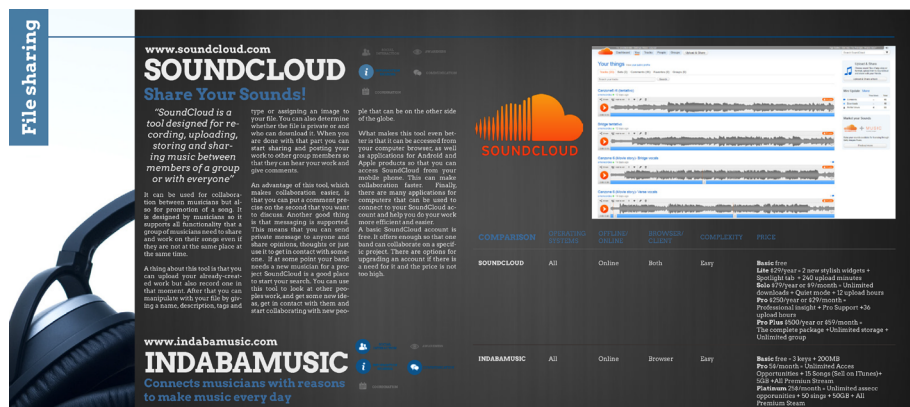 File sharing
www.soundcloud.com
SOUNDCLOUD
Share Your Sounds!
"SoundCloud is a
tool designed for re-
cording, uploading,
storing and shar-
ing music between
members of a group
or with everyone"
It can be used for collabora-
tion between musicians but al-
so for promotion of a song. It
is designed by musicians so it
supports all functionality that a
group of musicians need to share
and work on their songs even if
they are not at the same place at
the same time.
A thing about this tool is that you
can upload your already-creat-
ed work but also record one in
that moment. After that you can
manipulate with your file by giv-
ing a name, description, tags and
type or assigning an image to
your file. You can also determine
whether the file is private or and
who can download it. When you
are done with that part you can
start sharing and posting your
work to other group members so
that they can hear your work and
give comments.
An advantage of this tool, which
makes collaboration easier, is
that you can put a comment pre-
cise on the second that you want
to discuss. Another good thing
is that messaging is supported.
This means that you can send
private message to anyone and
share opinions, thoughts or just
use it to get in contact with some-
one. If at some point your band
needs a new musician for a pro-
ject SoundCloud is a good place
to start your search. You can use
this tool to look at other peo-
ples work, and get some new ide-
as, get in contact with them and
start collaborating with new peo-
ple that can be on the other side
of the globe.
What makes this tool even bet-
ter is that it can be accessed from
your computer browser, as well
as applications for Android and
Apple products so that you can
access SoundCloud from your
mobile phone. This can make
collaboration faster. Finally,
there are many applications for
computers that can be used to
connect to your SoundCloud ac-
count and help you do your work
more efficient and easier.
A basic SoundCloud account is
free. It offers enough so that one
band can collaborate on a specif-
ic project. There are options for
upgrading an account if there is
a need for it and the price is not
too high.
SOUNDCLOUD
Your things
COMPARISON OPERATING SYSTEMS OFFLINE/ONLINE BROWSER/CLIENT COMPLEXITY PRICE
SOUNDCLOUD All Online Both Easy
Basic free
Lite $29/year = 2 new stylish widgets +
Spotlight tab + 240 upload minutes
Solo $79/year or $9/month = Unlimited
dowloads + Quiet mode + 12 upload hours
Pro $250/year or $29/month =
Professional insight + Pro Support +36
upload hours
Pro Plus $500/year or $59/month =
The complete package +Unlimited storage +
Unlimited group
www.indabamusic.com
INDABAMUSIC
Connects musicians with reasons
to make music every day
INDABAMUSIC All Online Browser Easy
Basic free = 3 keys + 200MB
Pro 5$/month = Unlimited Acces
Opportunities + 15 Songs (Sell on ITunes)+
5GB +All Premiun Stream
Platinum 25$/month = Unlimited assecc
opporunities + 50 sings + 50GB + All
Premium Steam